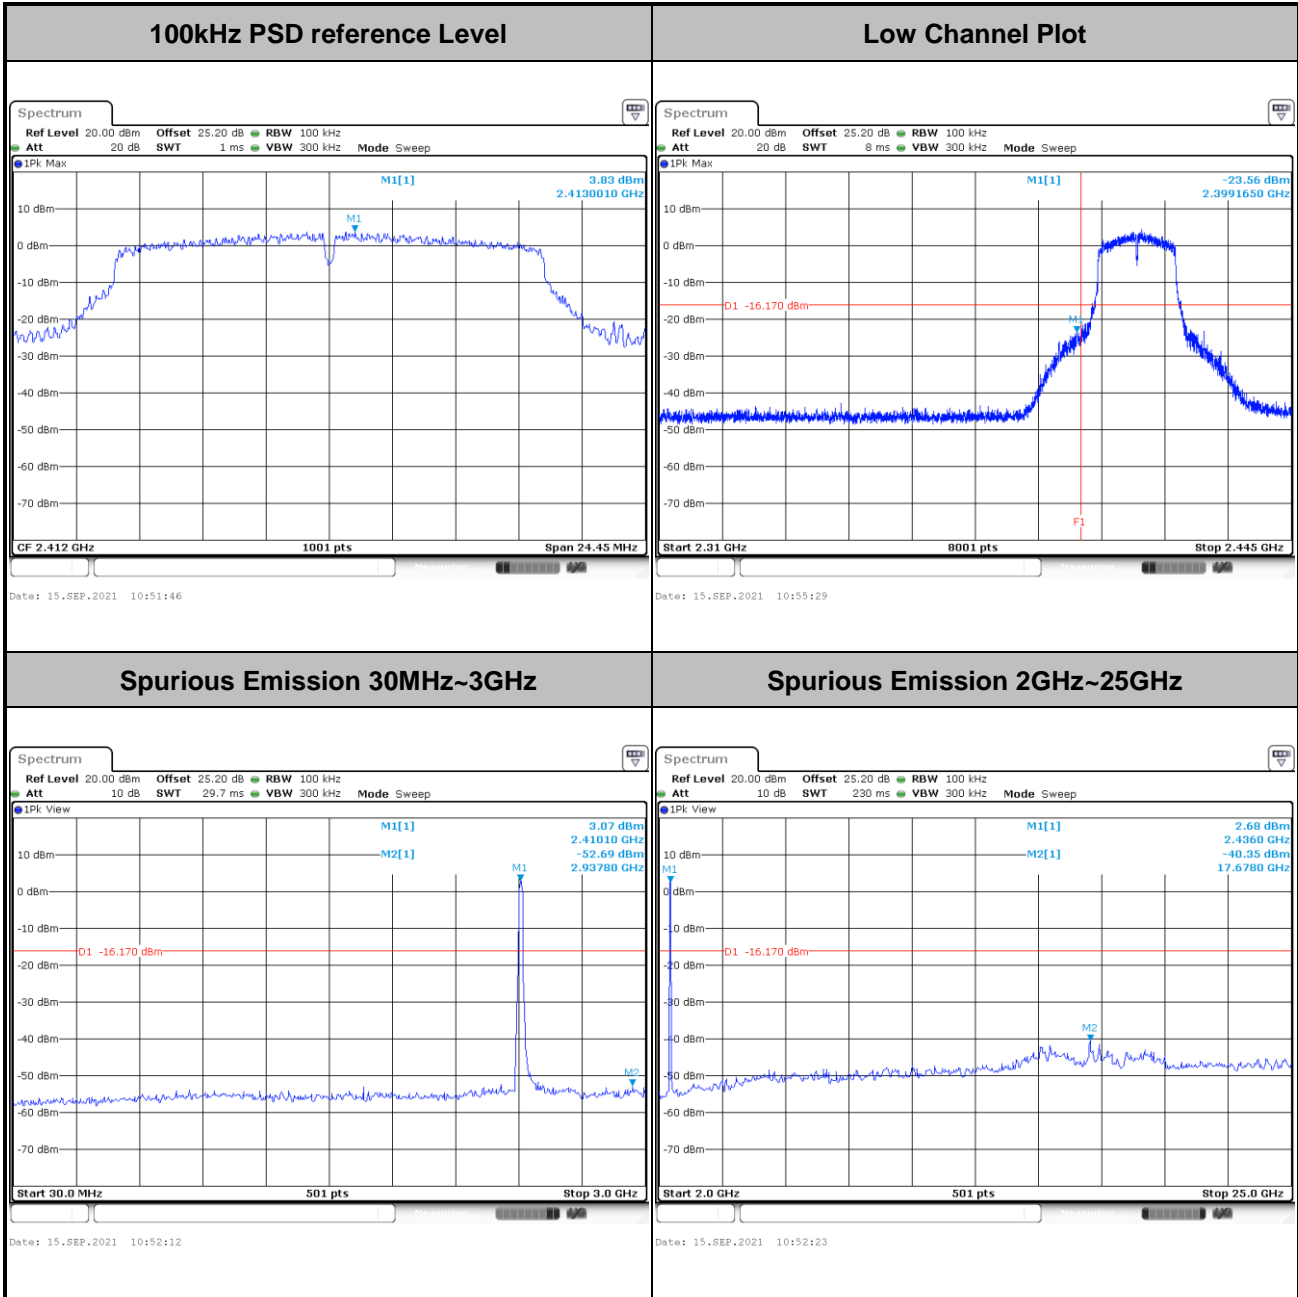 100kHz PSD reference Level
Spectrum
Ref Level 20.00 dBm Offset 25.20 dB RBW 100 kHz
Att 20 dB SWT 1 ms VBW 300 kHz Mode Sweep
1Pk Max
M1[1] 3.83 dBm
2.4130010 GHz
10 dBm
M1
0 dBm
-10 dBm
-20 dBm
-30 dBm
-40 dBm
-50 dBm
-60 dBm
-70 dBm
CF 2.412 GHz 1001 pts Span 24.45 MHz
Measuring
Date: 15.SEP.2021 10:51:46
Low Channel Plot
Spectrum
Ref Level 20.00 dBm Offset 25.20 dB RBW 100 kHz
Att 20 dB SWT 8 ms VBW 300 kHz Mode Sweep
1Pk Max
M1[1] -23.56 dBm
2.3991650 GHz
10 dBm
0 dBm
-10 dBm
D1 -16.170 dBm
-20 dBm
M1
-30 dBm
-40 dBm
-50 dBm
-60 dBm
-70 dBm
F1
Start 2.31 GHz 8001 pts Stop 2.445 GHz
Measuring
Date: 15.SEP.2021 10:55:29
Spurious Emission 30MHz~3GHz
Spectrum
Ref Level 20.00 dBm Offset 25.20 dB RBW 100 kHz
Att 10 dB SWT 29.7 ms VBW 300 kHz Mode Sweep
1Pk View
M1[1] 3.07 dBm
2.41010 GHz
10 dBm M2[1] -52.69 dBm
M1 2.93780 GHz
0 dBm
-10 dBm
D1 -16.170 dBm
-20 dBm
-30 dBm
-40 dBm
-50 dBm
M2
-60 dBm
-70 dBm
Start 30.0 MHz 501 pts Stop 3.0 GHz
Measuring
Date: 15.SEP.2021 10:52:12
Spurious Emission 2GHz~25GHz
Spectrum
Ref Level 20.00 dBm Offset 25.20 dB RBW 100 kHz
Att 10 dB SWT 230 ms VBW 300 kHz Mode Sweep
1Pk View
M1[1] 2.68 dBm
2.4360 GHz
10 dBm M2[1] -40.35 dBm
M1 17.6780 GHz
0 dBm
-10 dBm
D1 -16.170 dBm
-20 dBm
-30 dBm
M2
-40 dBm
-50 dBm
-60 dBm
-70 dBm
Start 2.0 GHz 501 pts Stop 25.0 GHz
Measuring
Date: 15.SEP.2021 10:52:23